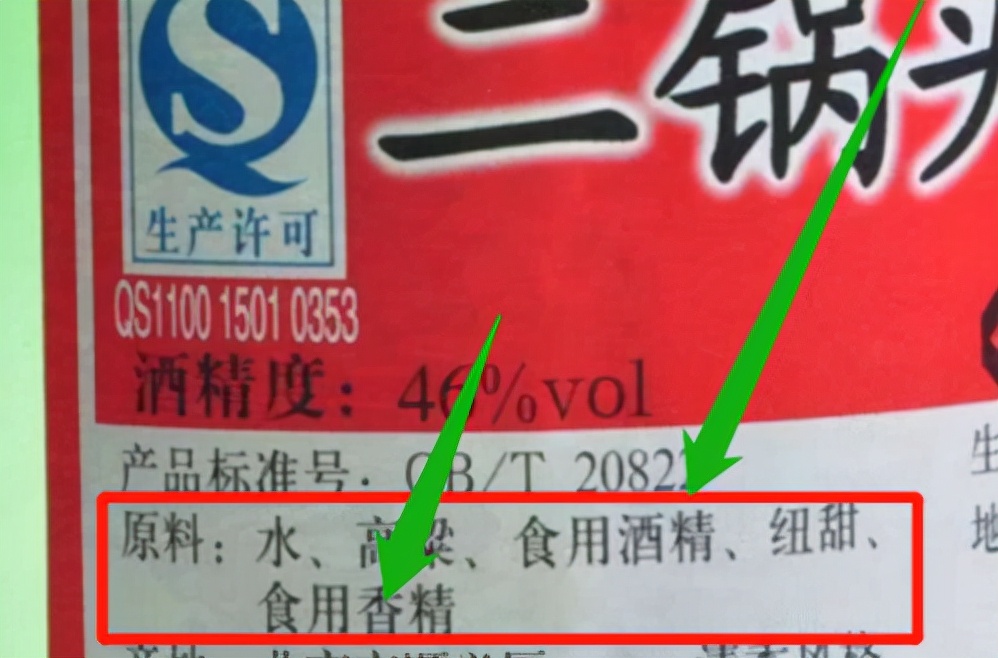 二锅头
生产许可
QS1100 1501 0353
酒精度：46%vol
产品标准号：GB/T 20822
原料：水、高粱、食用酒精、纽甜、
食用香精